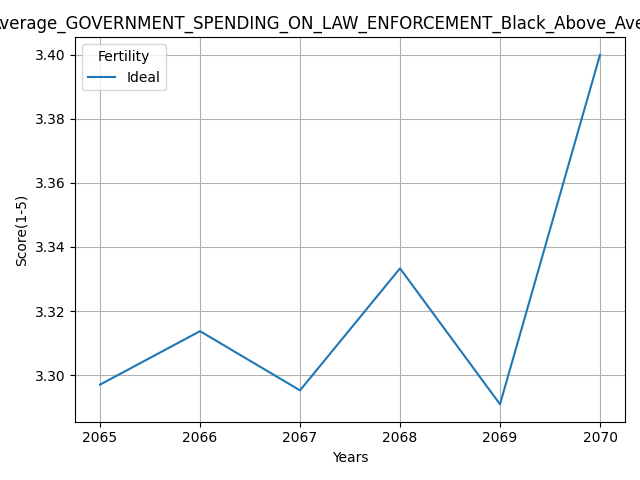 verage_GOVERNMENT_SPENDING_ON_LAW_ENFORCEMENT_Black_Above_Ave
Fertility
Ideal
3.40
3.38
3.36
3.34
3.32
3.30
Score(1-5)
2065 2066 2067 2068 2069 2070
Years